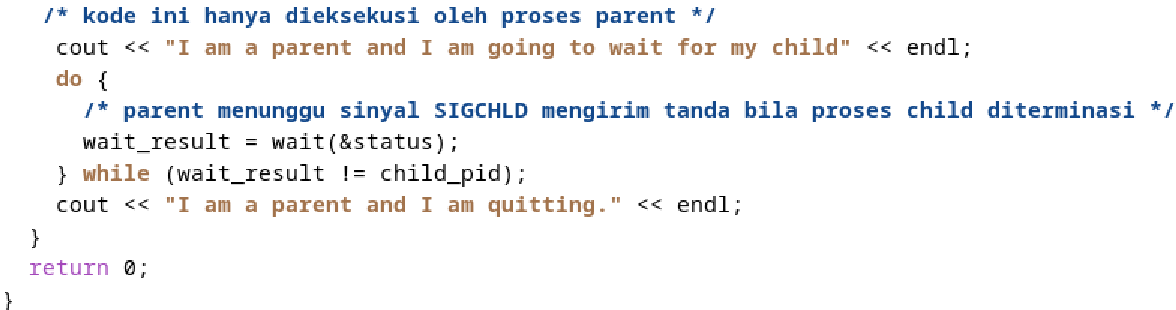 /* kode ini hanya dieksekusi oleh proses parent */
cout << "I am a parent and I am going to wait for my child" << endl;
do {
/* parent menunggu sinyal SIGCHLD mengirim tanda bila proses child diterminasi */
wait_result = wait(&status);
} while (wait_result != child_pid);
cout << "I am a parent and I am quitting." << endl;
}
return 0;
}